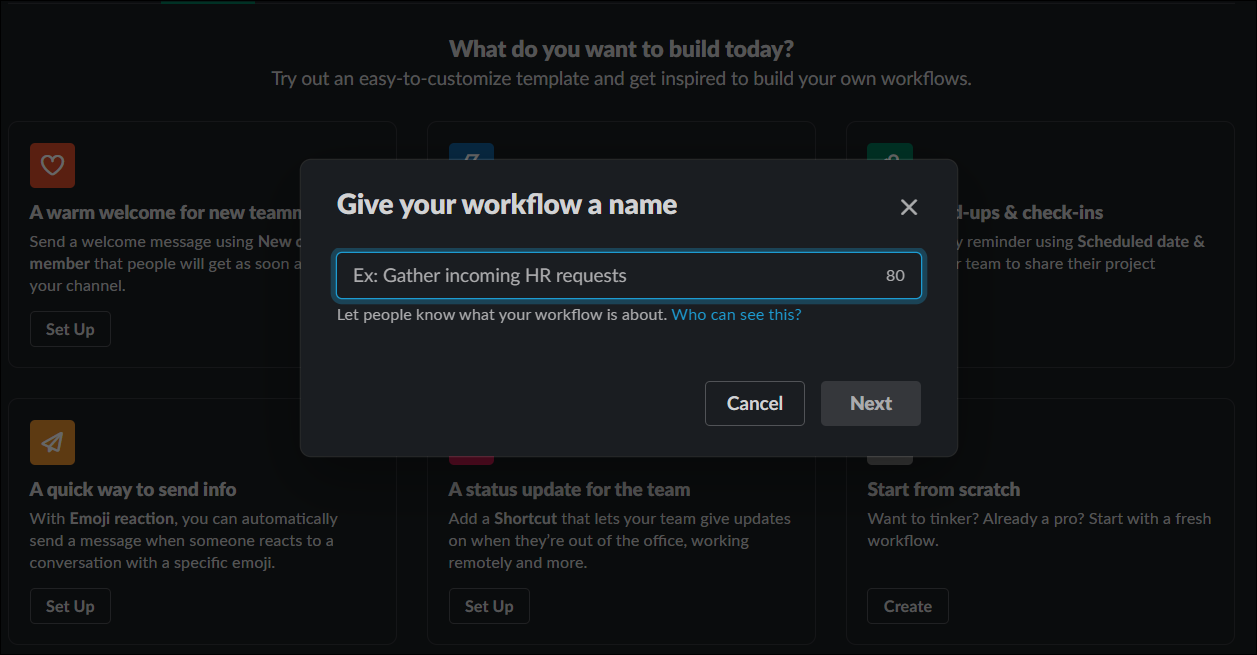 What do you want to build today?
Try out an easy-to-customize template and get inspired to build your own workflows.
A warm welcome for new
Send a welcome message using New
member that people will get as soon a
your channel.
Set Up
Give your workflow a name
Ex: Gather incoming HR requests
80
Let people know what your workflow is about. Who can see this?
Cancel
Next
d-ups & check-ins
y reminder using Scheduled date &
r team to share their project
A quick way to send info
With Emoji reaction, you can automatically
send a message when someone reacts to a
conversation with a specific emoji.
Set Up
A status update for the team
Add a Shortcut that lets your team give updates
on when they're out of the office, working
remotely and more.
Set Up
Start from scratch
Want to tinker? Already a pro? Start with a fresh
workflow.
Create